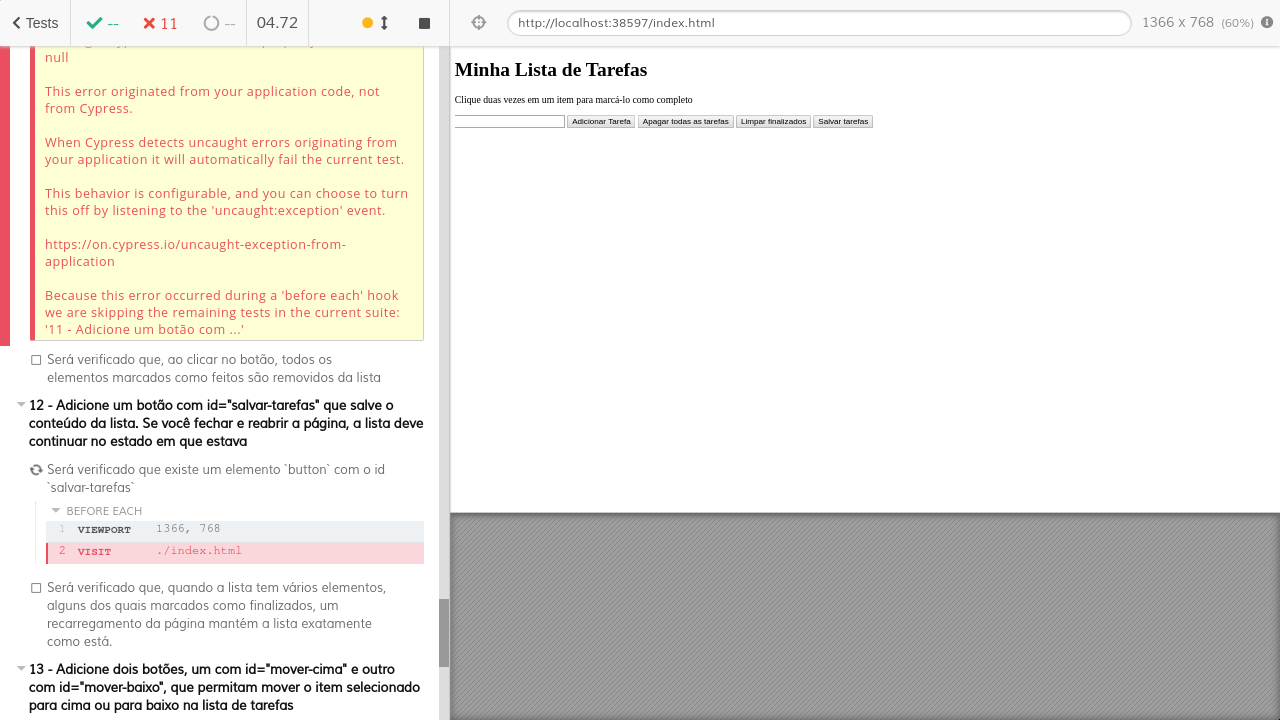 Tests
--
11
--
04.72
http://localhost:38597/index.html
1366 x 768 (60%)
null
This error originated from your application code, not
from Cypress.
When Cypress detects uncaught errors originating from
your application it will automatically fail the current test.
This behavior is configurable, and you can choose to turn
this off by listening to the 'uncaught:exception' event.
https://on.cypress.io/uncaught-exception-from-
application
Because this error occurred during a 'before each' hook
we are skipping the remaining tests in the current suite:
'11 - Adicione um botão com ...'
Será verificado que, ao clicar no botão, todos os
elementos marcados como feitos são removidos da lista
12 - Adicione um botão com id="salvar-tarefas" que salve o
conteúdo da lista. Se você fechar e reabrir a página, a lista deve
continuar no estado em que estava
Será verificado que existe um elemento `button` com o id
`salvar-tarefas`
BEFORE EACH
1 VIEWPORT 1366, 768
2 VISIT ./index.html
Será verificado que, quando a lista tem vários elementos,
alguns dos quais marcados como finalizados, um
recarregamento da página mantém a lista exatamente
como está.
13 - Adicione dois botões, um com id="mover-cima" e outro
com id="mover-baixo", que permitam mover o item selecionado
para cima ou para baixo na lista de tarefas
Minha Lista de Tarefas
Clique duas vezes em um item para marcá-lo como completo
Adicionar Tarefa
Apagar todas as tarefas
Limpar finalizados
Salvar tarefas